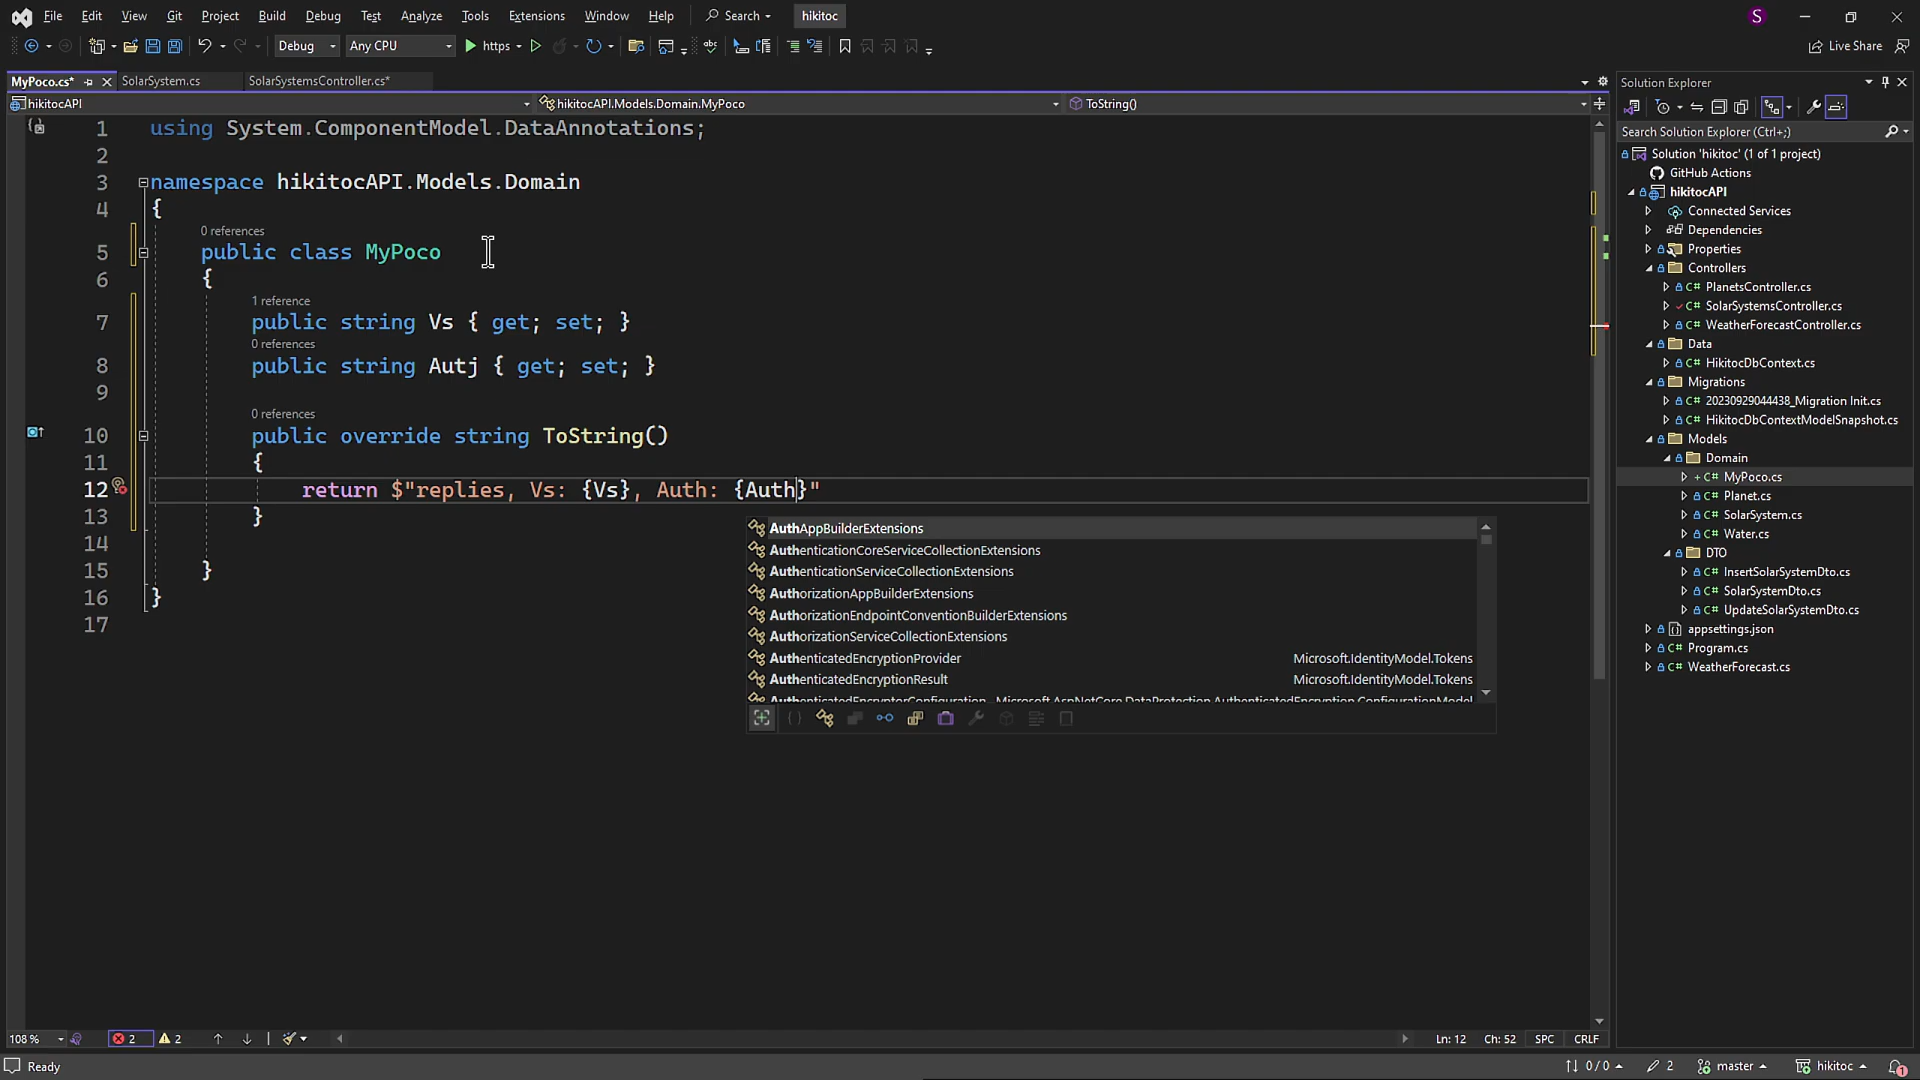 File Edit View Git Project Build Debug Test Analyze Tools Extensions Window Help Search hikitoc S
Debug Any CPU https Live Share
MyPoco.cs* SolarSystem.cs SolarSystemsController.cs*
hikitocAPI hikitocAPI.Models.Domain.MyPoco ToString()
1 using System.ComponentModel.DataAnnotations;
2
3 namespace hikitocAPI.Models.Domain
4 {
0 references
5 public class MyPoco
6 {
1 reference
7 public string Vs { get; set; }
0 references
8 public string Autj { get; set; }
9
0 references
10 public override string ToString()
11 {
12 return $"replies, Vs: {Vs}, Auth: {Auth}"
13 }
14
15 }
16 }
17
AuthAppBuilderExtensions
AuthenticationCoreServiceCollectionExtensions
AuthenticationServiceCollectionExtensions
AuthorizationAppBuilderExtensions
AuthorizationEndpointConventionBuilderExtensions
AuthorizationServiceCollectionExtensions
AuthenticatedEncryptionProvider Microsoft.IdentityModel.Tokens
AuthenticatedEncryptionResult Microsoft.IdentityModel.Tokens
AuthenticatedEncryptorConfiguration Microsoft.AspNetCore.DataProtection.AuthenticatedEncryption.ConfigurationModel
Solution Explorer
Search Solution Explorer (Ctrl+;)
Solution 'hikitoc' (1 of 1 project)
GitHub Actions
hikitocAPI
Connected Services
Dependencies
Properties
Controllers
C# PlanetsController.cs
C# SolarSystemsController.cs
C# WeatherForecastController.cs
Data
C# HikitocDbContext.cs
Migrations
C# 20230929044438_Migration Init.cs
C# HikitocDbContextModelSnapshot.cs
Models
Domain
+ C# MyPoco.cs
C# Planet.cs
C# SolarSystem.cs
C# Water.cs
DTO
C# InsertSolarSystemDto.cs
C# SolarSystemDto.cs
C# UpdateSolarSystemDto.cs
appsettings.json
C# Program.cs
C# WeatherForecast.cs
108 % 2 2 Ln: 12 Ch: 52 SPC CRLF
Ready 0 / 0 2 master hikitoc 1